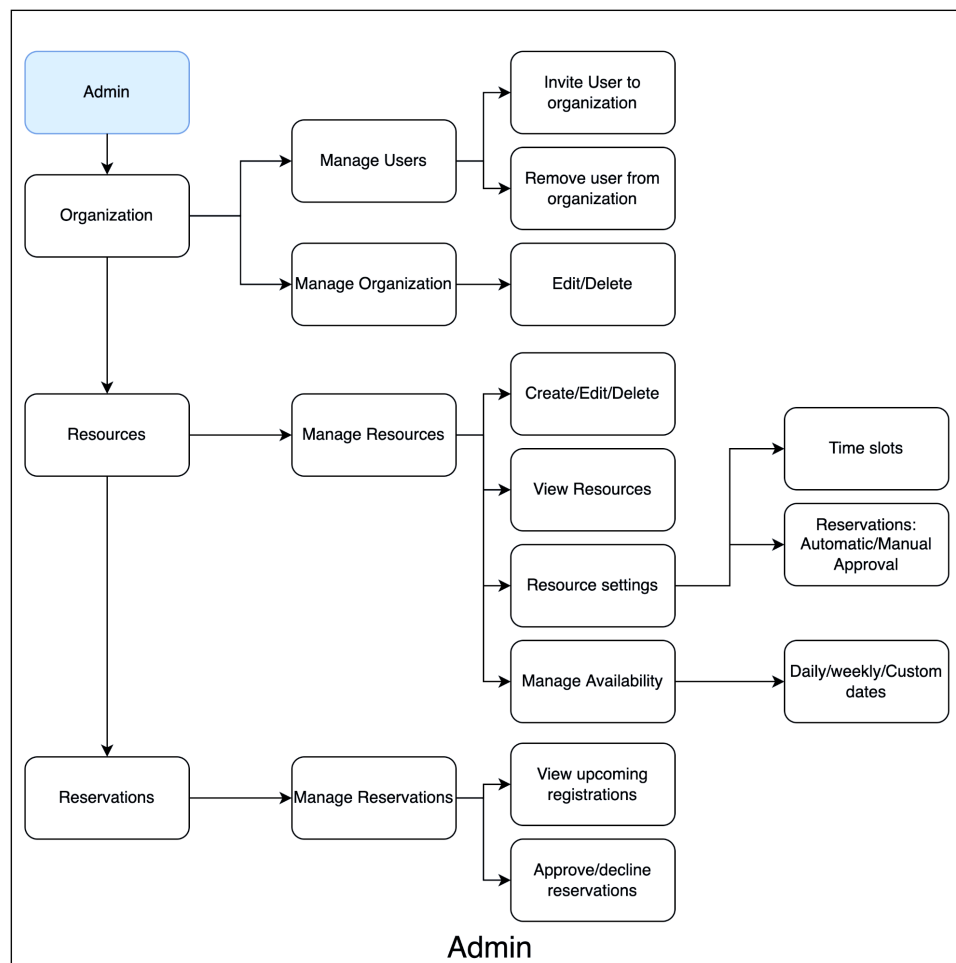 Admin
Invite User to
organization
Manage Users
Remove user from
organization
Organization
Manage Organization
Edit/Delete
Create/Edit/Delete
Resources
Manage Resources
Time slots
View Resources
Reservations:
Automatic/Manual
Approval
Resource settings
Manage Availability
Daily/weekly/Custom
dates
Reservations
Manage Reservations
View upcoming
registrations
Approve/decline
reservations
Admin